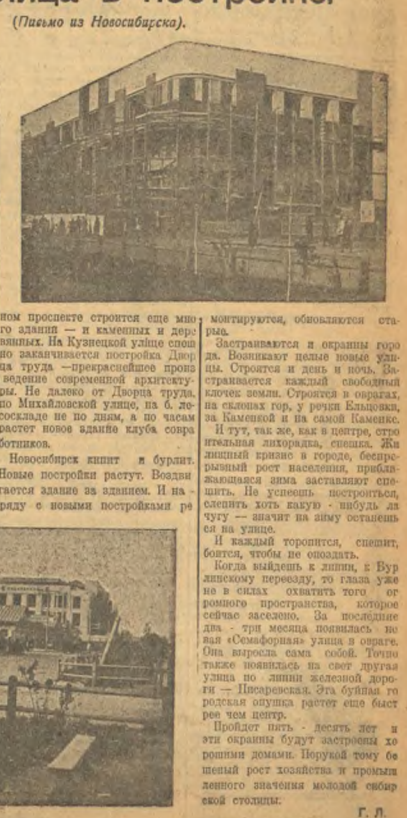 (Письмо из Новосибирска).
ном проспекте строится еще мно
го зданий — и каменных и дере
вянных. На Кузнецкой улице спеш
но заканчивается постройка Двор
ца труда —прекраснейшее произ
ведение современной архитекту-
ры. Не далеко от Дворца труда,
по Михайловской улице, на б. ле-
соскладе не по дням, а по часам
растет новое здание клуба совра
ботников.
Новосибирск кипит и бурлит.
Новые постройки растут. Воздви
гается здание за зданием. И на -
ряду с новыми постройками ре
монтируются, обновляются ста-
рые.
Застраиваются и окраины горо
да. Возникают целые новые ули-
цы. Строятся и день и ночь. За-
страивается каждый свободный
клочек земли. Строятся в оврагах,
на склонах гор, у речки Ельцовки,
за Каменкой и на самой Каменке.
И тут, так же, как в центре, стро
ительная лихорадка, спешка. Жи
лищный кризис в городе, беспре-
рывный рост населения, прибли-
жающаяся зима заставляют спе-
шить. Не успеешь построиться,
слепить хоть какую - нибудь ла
чугу — значит на зиму останешь
ся на улице.
И каждый торопится, спешит,
боится, чтобы не опоздать.
Когда выйдешь к линии, к Вур
линскому переезду, то глаза уже
не в силах охватить того ог
ромного пространства, которое
сейчас заселено. За последние
два - три месяца появилась но
вая «Семафорная» улица в овраге.
Она выросла сама собой. Точно
также появилась на свет другая
улица по линии железной доро-
ги — Писаревская. Эта буйная го
родская опушка растет еще быст
рее чем центр.
Пройдет пять - десять лет и
эти окраины будут застроены хо
рошими домами. Порукой тому бе
шеный рост хозяйства и промыш
ленного значения молодой сибир
ской столицы.
Г. Л.